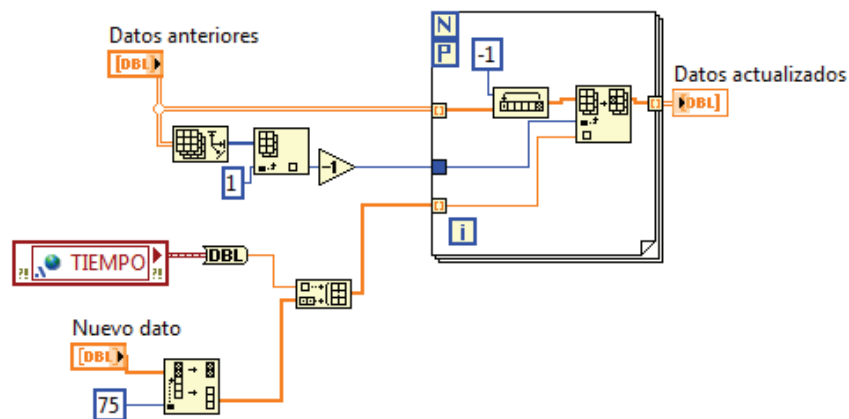 Datos anteriores
[DBL]
N
P
-1
Datos actualizados
DBL]
1
-1
i
TIEMPO
?!
?!
DBL
Nuevo dato
[DBL]
75